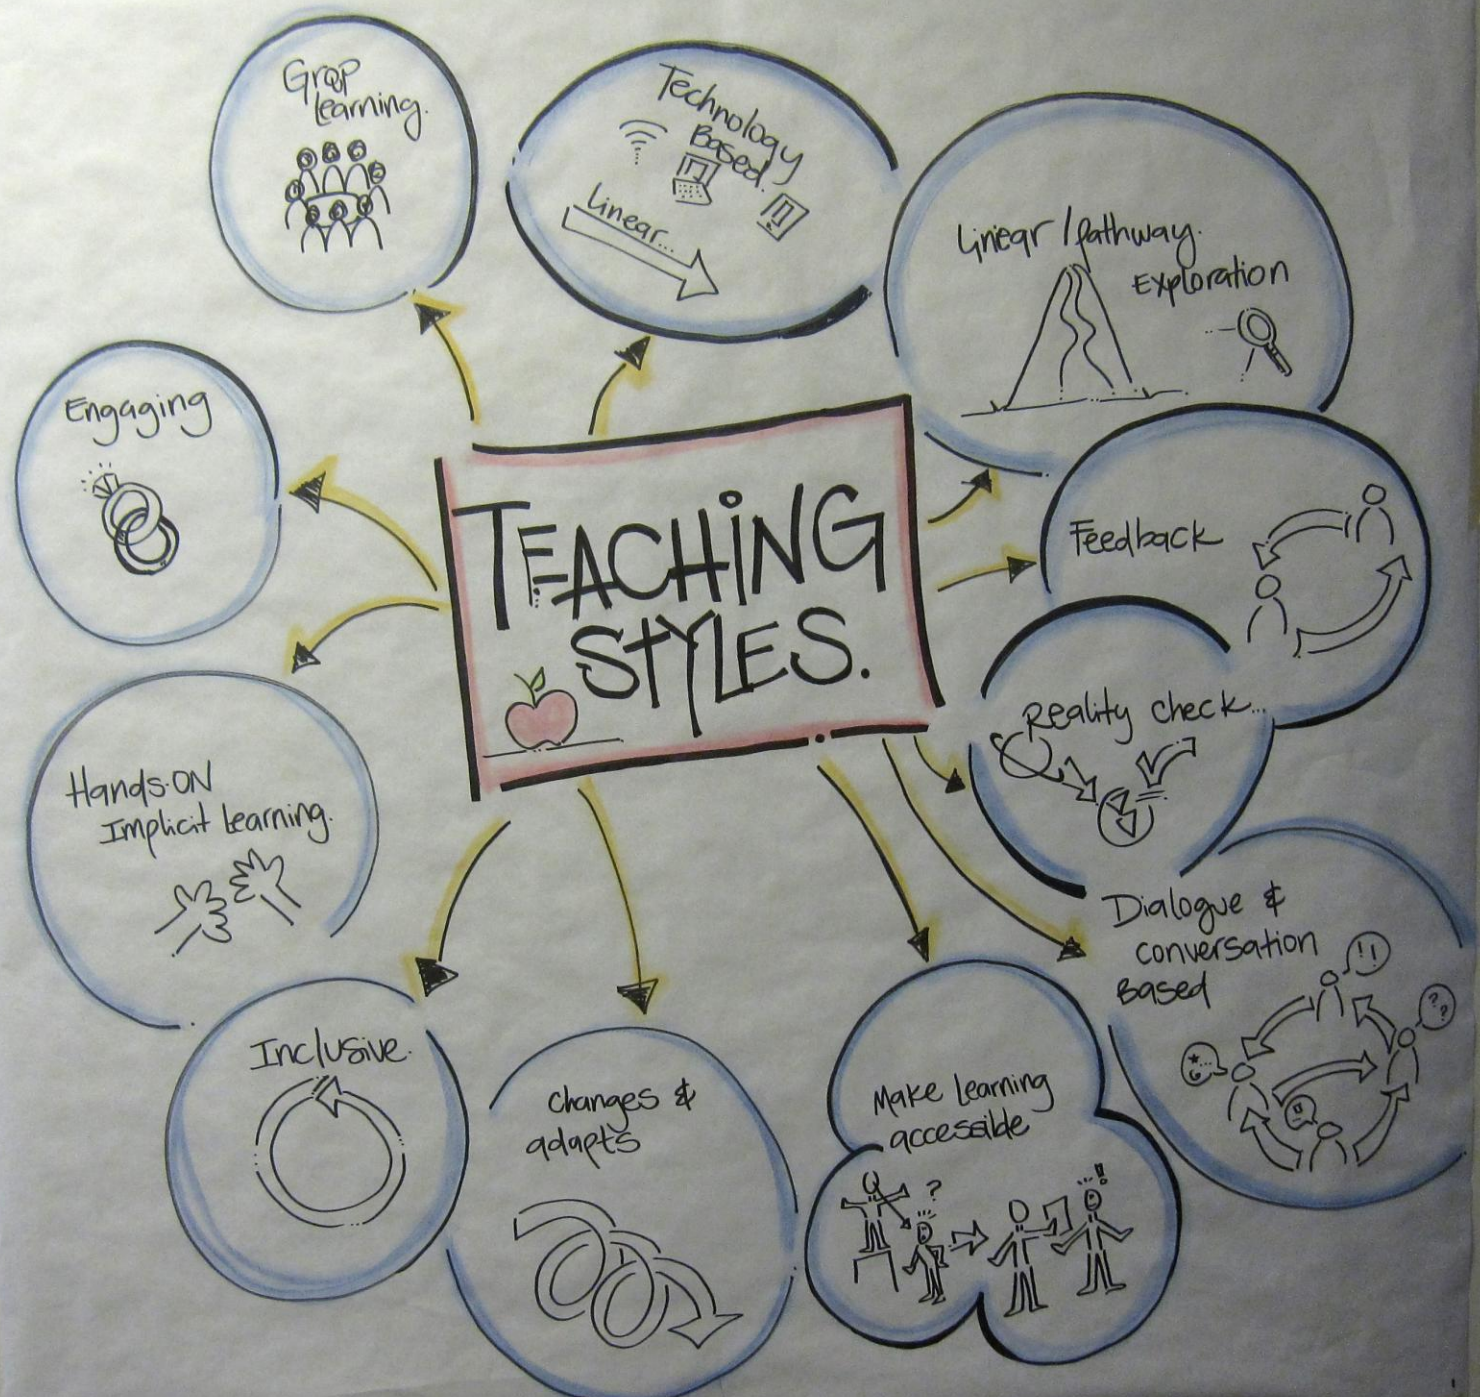 TEACHING
STYLES.
Group
Learning.
Technology
Based.
Linear...
Linear/pathway.
Exploration
Feedback
Reality check...
Dialogue &
conversation
Based
!!
??
Make Learning
accessible
?
!
Changes &
adapts
Inclusive.
Hands-ON
Implicit Learning.
Engaging